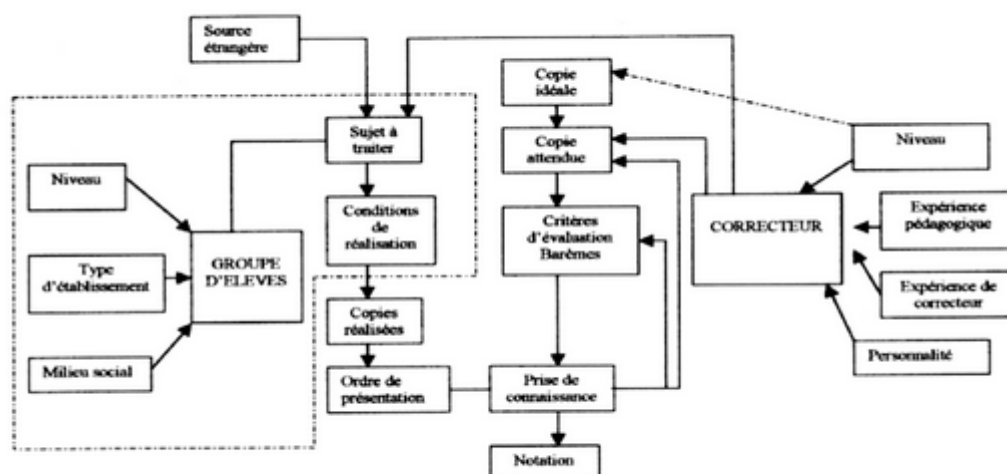 Source
étrangère
Copie
idéale
Sujet à
traiter
Copie
attendue
Niveau
Niveau
Conditions
de
réalisation
Critères
d'évaluation
Barèmes
CORRECTEUR
Expérience
pédagogique
Type
d'établissement
GROUPE
D'ELEVES
Expérience de
correcteur
Copies
réalisées
Milieu social
Personnalité
Ordre de
présentation
Prise de
connaissance
Notation